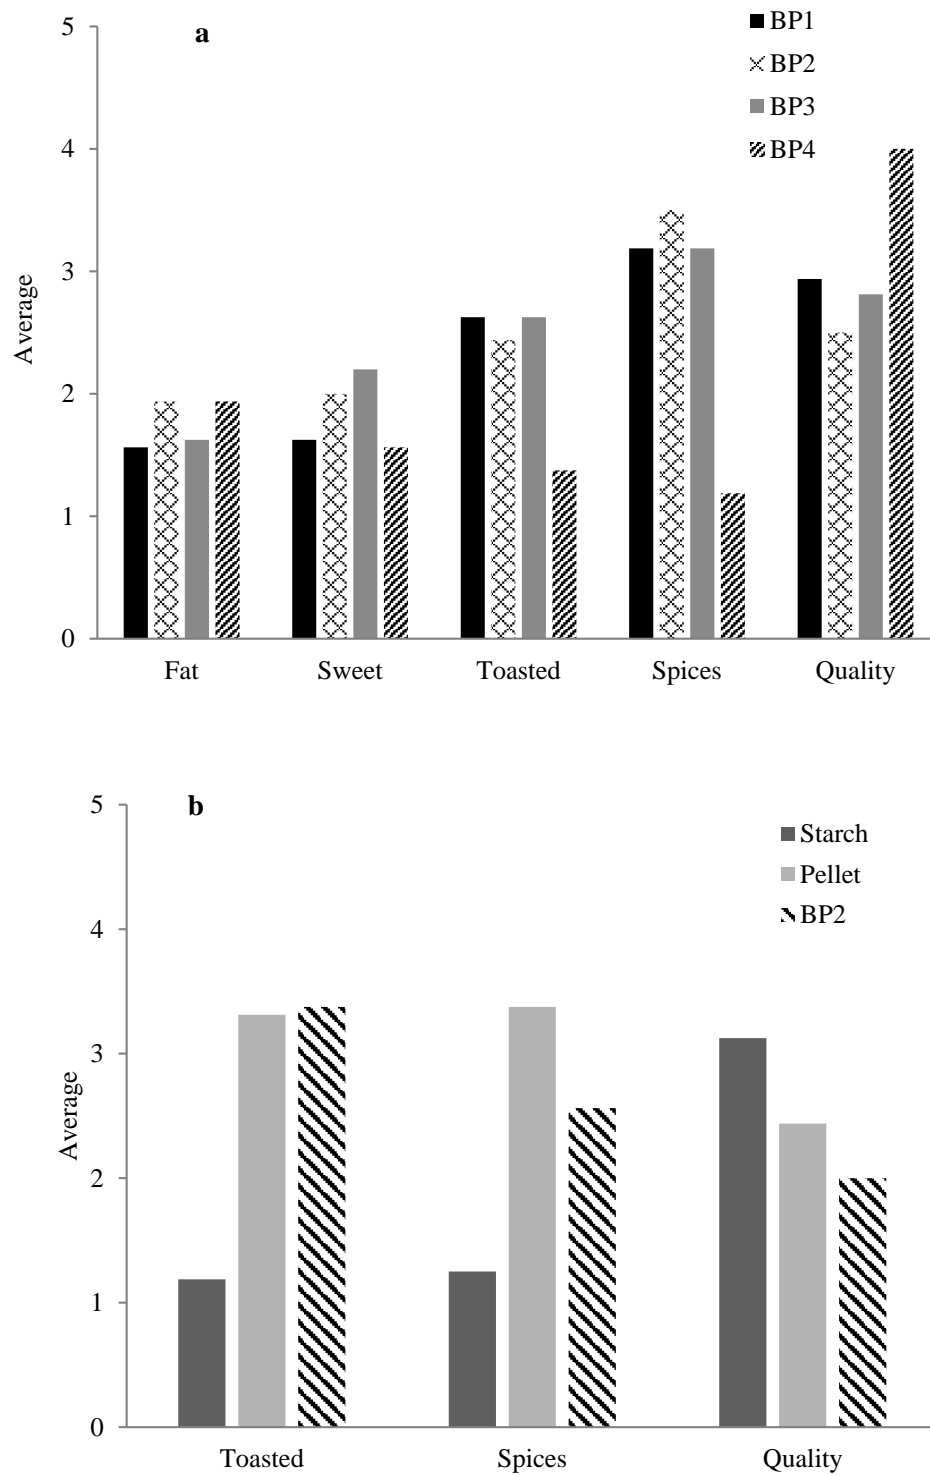 a
BP1
BP2
BP3
BP4
5
4
3
2
1
0
Average
Fat Sweet Toasted Spices Quality
b
Starch
Pellet
BP2
5
4
3
2
1
0
Average
Toasted Spices Quality